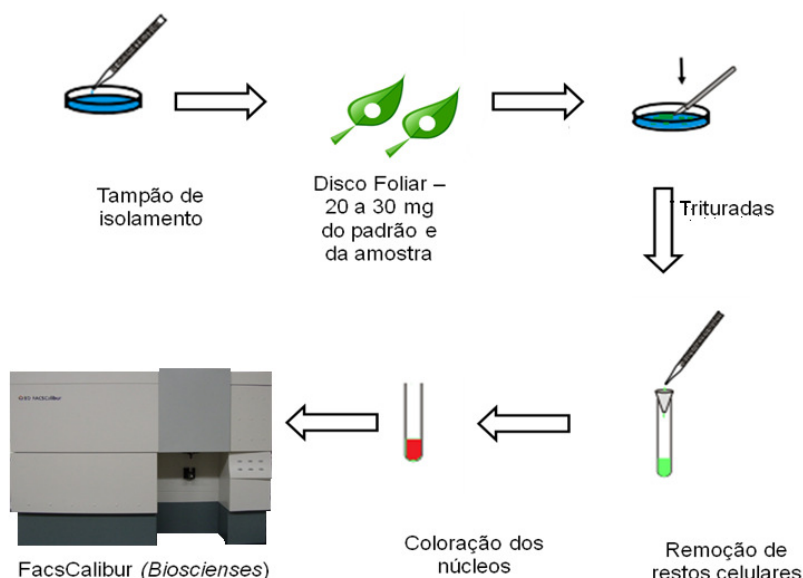 Tampão de
isolamento
Disco Foliar –
20 a 30 mg
do padrão e
da amostra
Trituradas
Remoção de
restos celulares
Coloração dos
núcleos
FACSCalibur
FacsCalibur (Bioscienses)